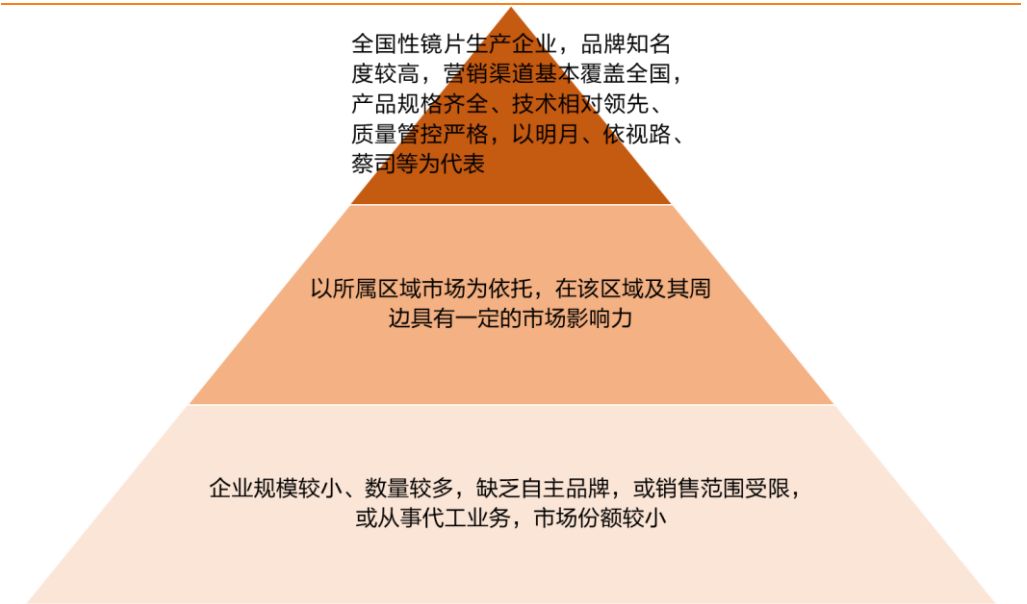 全国性镜片生产企业，品牌知名
度较高，营销渠道基本覆盖全国，
产品规格齐全、技术相对领先、
质量管控严格，以明月、依视路、
蔡司等为代表
以所属区域市场为依托，在该区域及其周
边具有一定的市场影响力
企业规模较小、数量较多，缺乏自主品牌，或销售范围受限，
或从事代工业务，市场份额较小